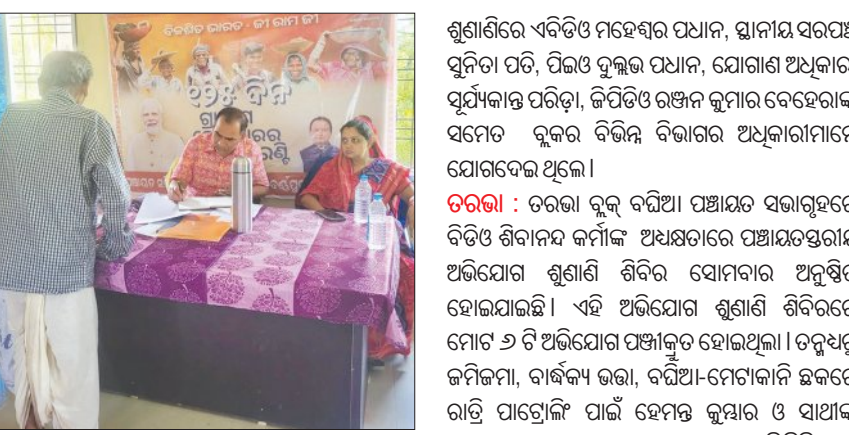 ବିକଶିତ ଭାରତ - ଜୀ ରାମ ଜୀ
୧୨୫ ଦିନ
ଶୁଣାଣିରେ ଏବିଡିଓ ମହେଶ୍ୱର ପଧାନ, ସ୍ଥାନୀୟ ସରପଞ୍ଚ
ସୁନିତା ପତି, ପିଇଓ ଦୁଲ୍ଲଭ ପଧାନ, ଯୋଗାଣ ଅଧିକାରୀ
ସୂର୍ଯ୍ୟକାନ୍ତ ପରିଡ଼ା, ଜିପିଡିଓ ରଞ୍ଜନ କୁମାର ବେହେରାଙ୍କ
ସମେତ ବ୍ଲକର ବିଭିନ୍ନ ବିଭାଗର ଅଧିକାରୀମାନେ
ଯୋଗଦେଇ ଥିଲେ।
ତରଭା : ତରଭା ବ୍ଲକ୍ ବଘିଆ ପଞ୍ଚାୟତ ସଭାଗୃହରେ
ବିଡିଓ ଶିବାନନ୍ଦ କର୍ମୀଙ୍କ ଅଧ୍ୟକ୍ଷତାରେ ପଞ୍ଚାୟତସ୍ତରୀୟ
ଅଭିଯୋଗ ଶୁଣାଣି ଶିବିର ସୋମବାର ଅନୁଷ୍ଠିତ
ହୋଇଯାଇଛି। ଏହି ଅଭିଯୋଗ ଶୁଣାଣି ଶିବିରରେ
ମୋଟ ୬ ଟି ଅଭିଯୋଗ ପଞ୍ଜୀକୃତ ହୋଇଥିଲା। ତନ୍ମଧ୍ୟରୁ
ଜମିଜମା, ବାର୍ଦ୍ଧକ୍ୟ ଭତ୍ତା, ବଘିଆ-ମେଟାକାନି ଛକରେ
ରାତ୍ରି ପାଟ୍ରୋଲିଂ ପାଇଁ ହେମନ୍ତ କୁମ୍ଭାର ଓ ସାଥୀଙ୍କ